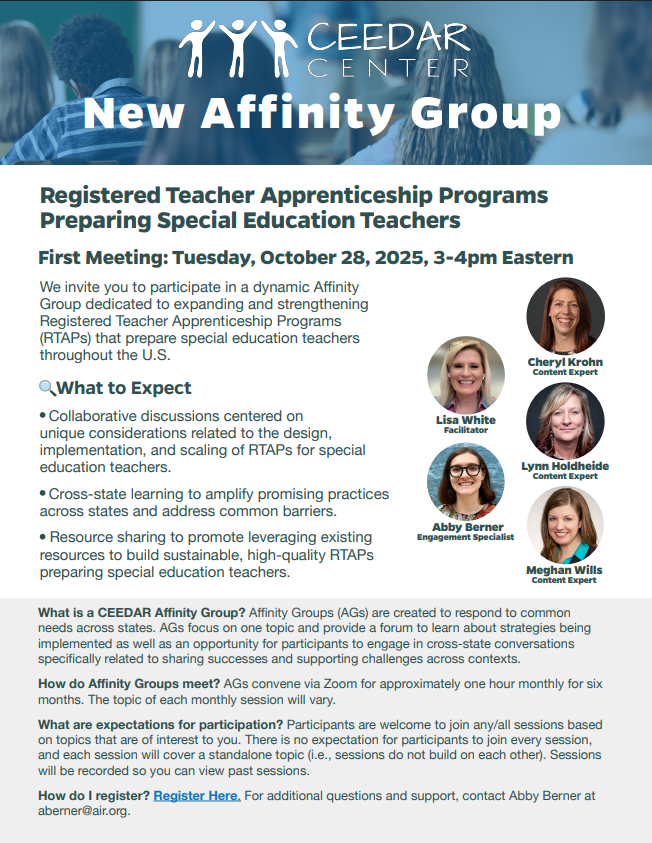 CEEDAR
CENTER
New Affinity Group
Registered Teacher Apprenticeship Programs
Preparing Special Education Teachers
First Meeting: Tuesday, October 28, 2025, 3-4pm Eastern
We invite you to participate in a dynamic Affinity
Group dedicated to expanding and strengthening
Registered Teacher Apprenticeship Programs
(RTAPs) that prepare special education teachers
throughout the U.S.
What to Expect
• Collaborative discussions centered on
unique considerations related to the design,
implementation, and scaling of RTAPs for special
education teachers.
• Cross-state learning to amplify promising practices
across states and address common barriers.
• Resource sharing to promote leveraging existing
resources to build sustainable, high-quality RTAPs
preparing special education teachers.
Cheryl Krohn
Content Expert
Lisa White
Facilitator
Lynn Holdheide
Content Expert
Abby Berner
Engagement Specialist
Meghan Wills
Content Expert
What is a CEEDAR Affinity Group? Affinity Groups (AGs) are created to respond to common
needs across states. AGs focus on one topic and provide a forum to learn about strategies being
implemented as well as an opportunity for participants to engage in cross-state conversations
specifically related to sharing successes and supporting challenges across contexts.
How do Affinity Groups meet? AGs convene via Zoom for approximately one hour monthly for six
months. The topic of each monthly session will vary.
What are expectations for participation? Participants are welcome to join any/all sessions based
on topics that are of interest to you. There is no expectation for participants to join every session,
and each session will cover a standalone topic (i.e., sessions do not build on each other). Sessions
will be recorded so you can view past sessions.
How do I register? Register Here. For additional questions and support, contact Abby Berner at
aberner@air.org.